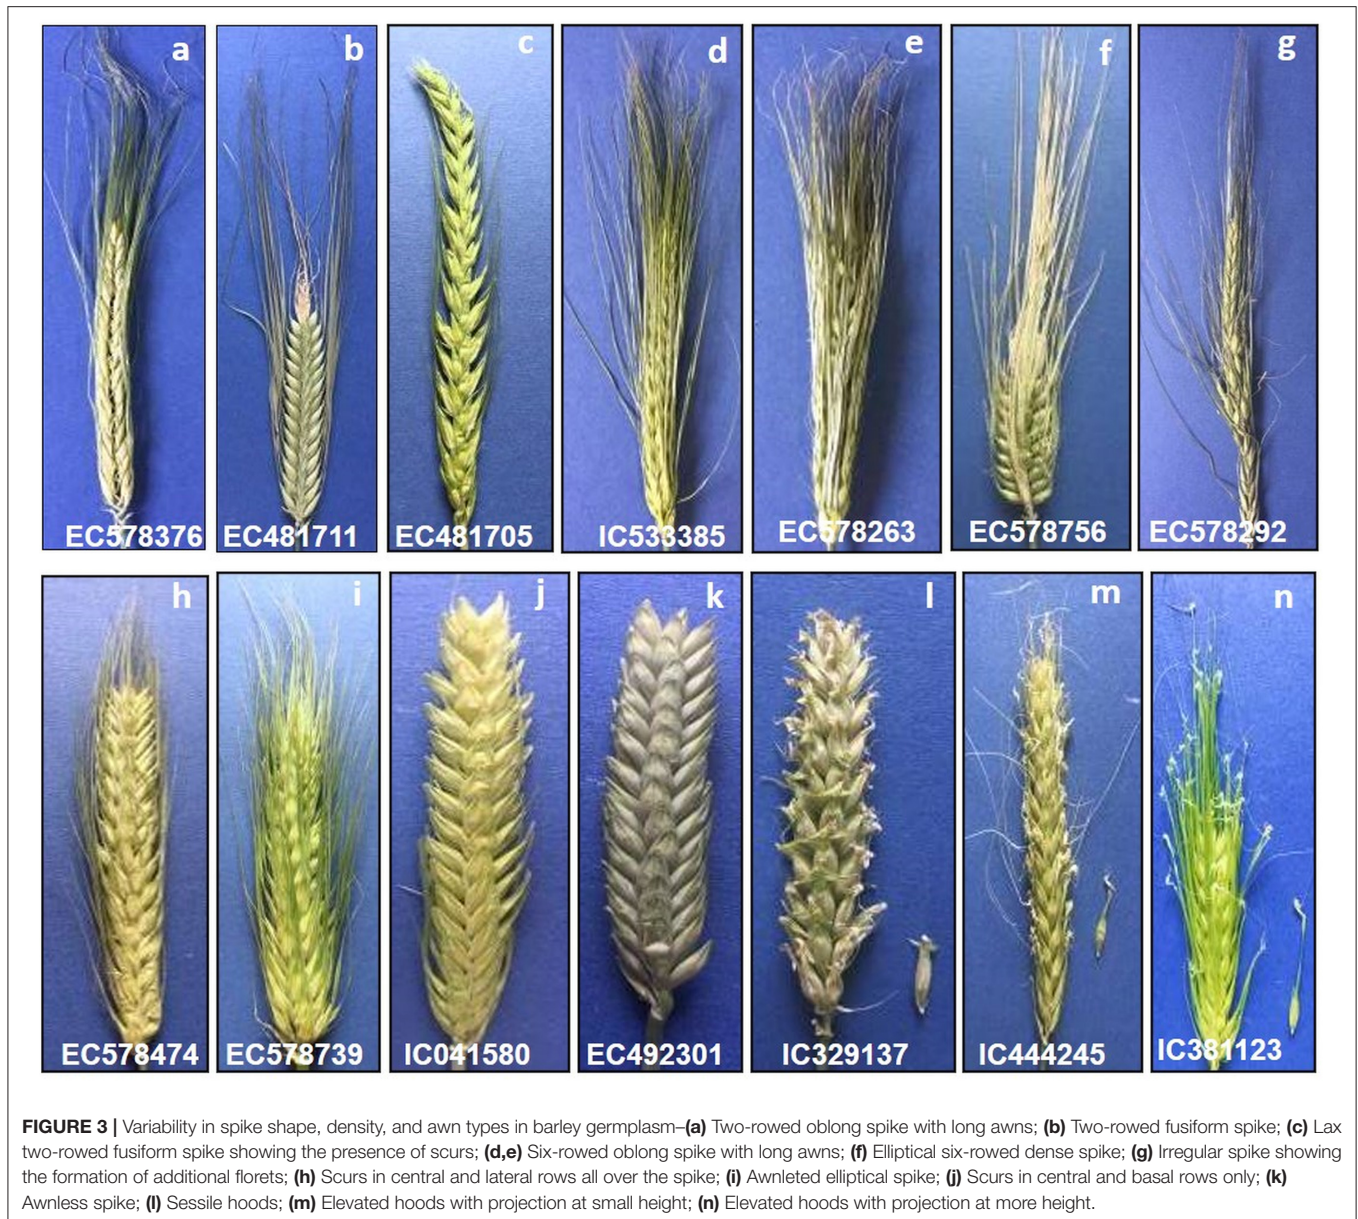 a b c d e f g
EC578376 EC481711 EC481705 IC533385 EC578263 EC578756 EC578292
h i j k l m n
EC578474 EC578739 IC041580 EC492301 IC329137 IC444245 IC381123
FIGURE 3 | Variability in spike shape, density, and awn types in barley germplasm–(a) Two-rowed oblong spike with long awns; (b) Two-rowed fusiform spike; (c) Lax
two-rowed fusiform spike showing the presence of scurs; (d,e) Six-rowed oblong spike with long awns; (f) Elliptical six-rowed dense spike; (g) Irregular spike showing
the formation of additional florets; (h) Scurs in central and lateral rows all over the spike; (i) Awnleted elliptical spike; (j) Scurs in central and basal rows only; (k)
Awnless spike; (l) Sessile hoods; (m) Elevated hoods with projection at small height; (n) Elevated hoods with projection at more height.